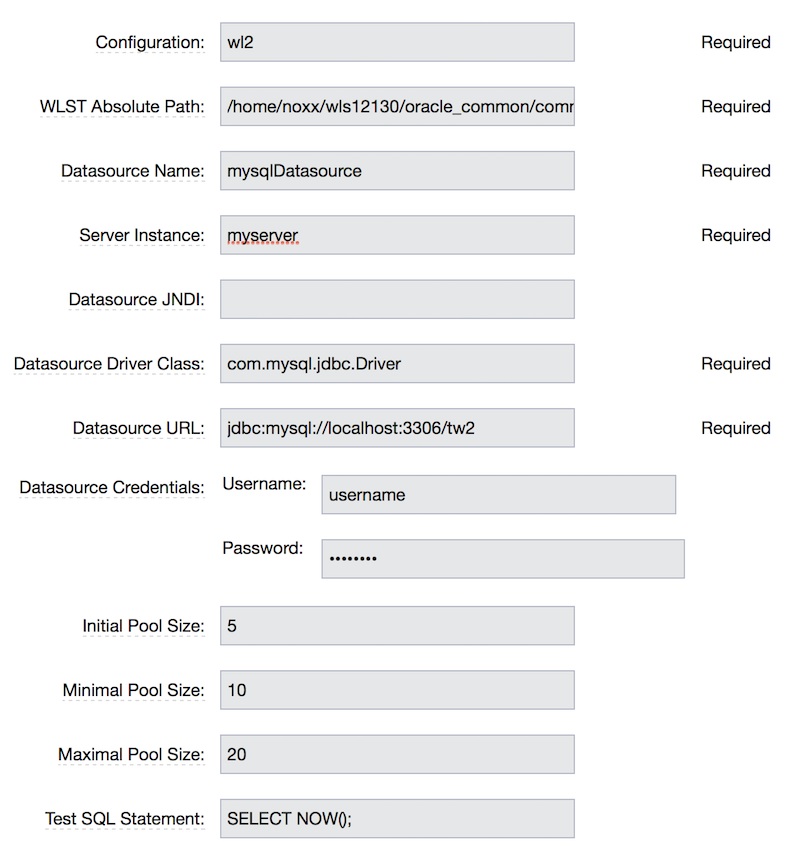 Configuration: wl2 Required
WLST Absolute Path: /home/noxx/wls12130/oracle_common/comm Required
Datasource Name: mysqlDatasource Required
Server Instance: myserver Required
Datasource JNDI:
Datasource Driver Class: com.mysql.jdbc.Driver Required
Datasource URL: jdbc:mysql://localhost:3306/tw2 Required
Datasource Credentials: Username: username
Password: ••••••••
Initial Pool Size: 5
Minimal Pool Size: 10
Maximal Pool Size: 20
Test SQL Statement: SELECT NOW();